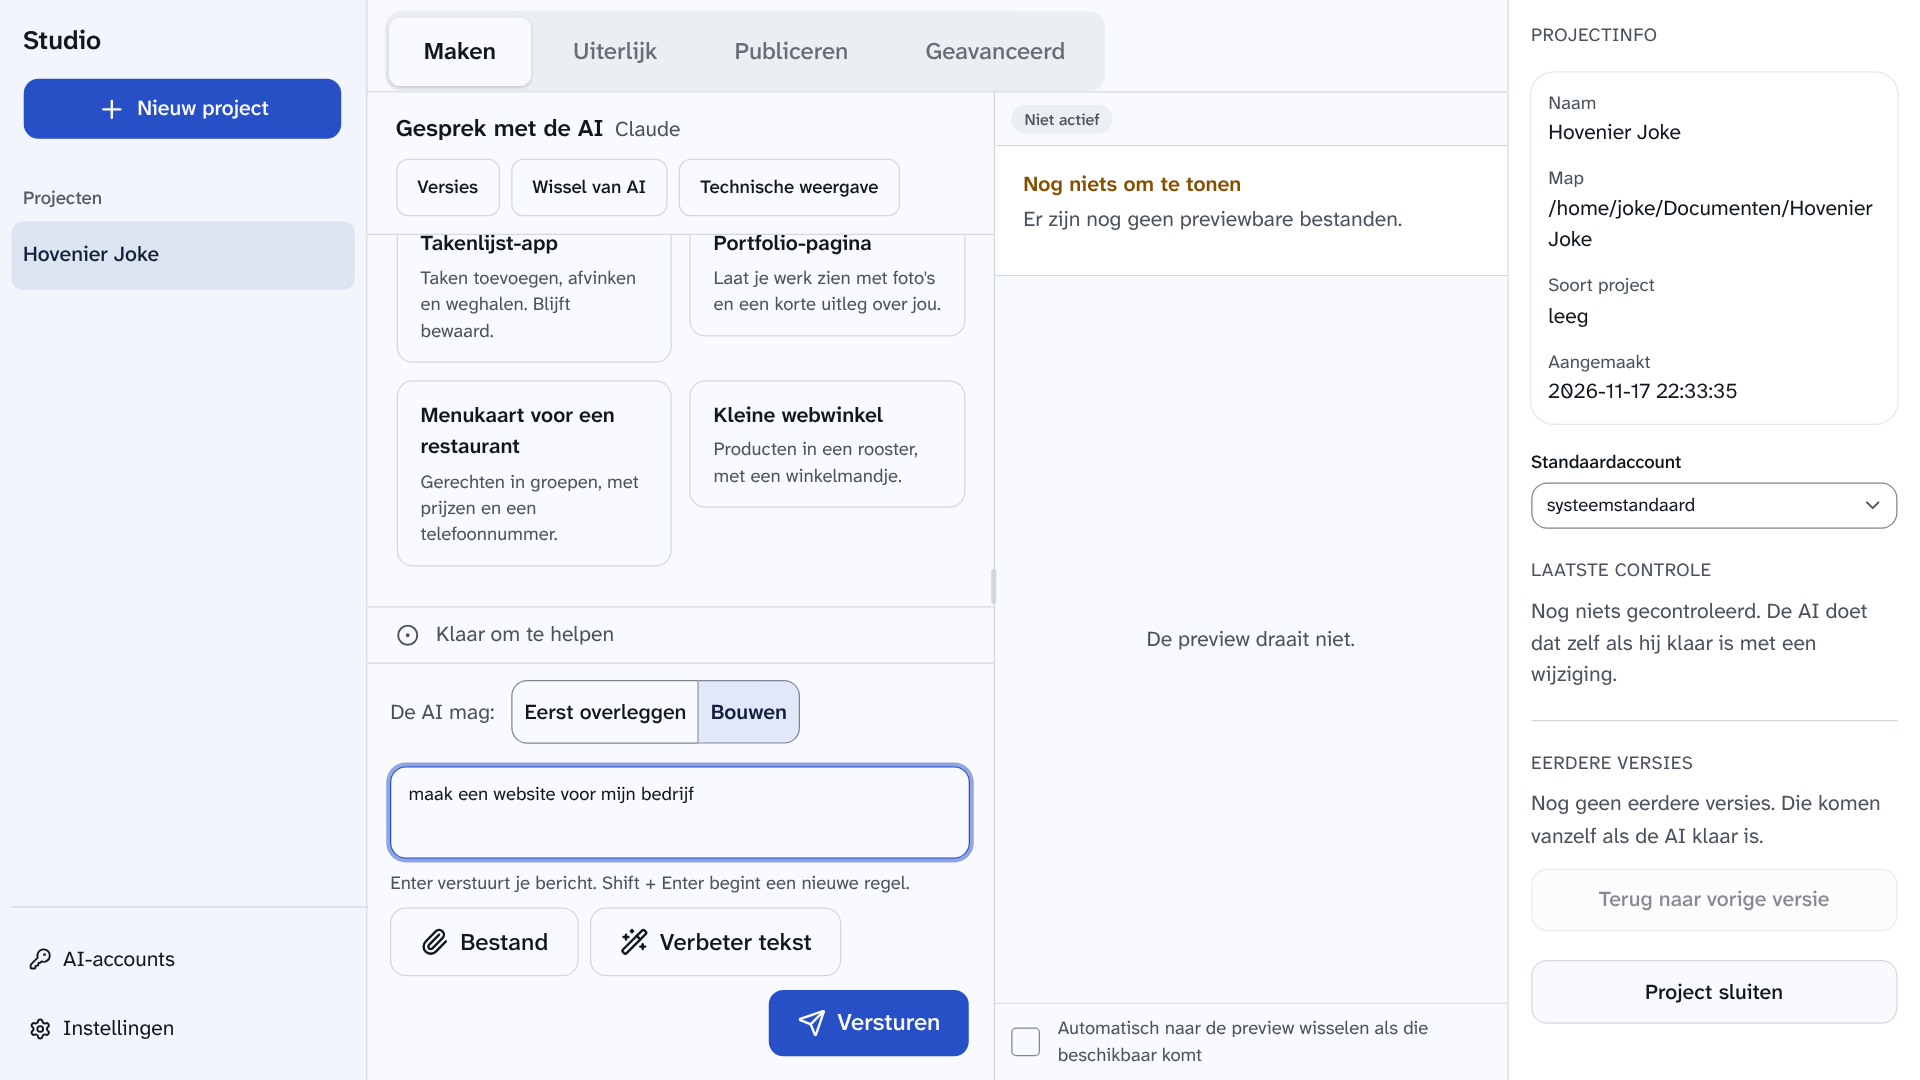 Studio
Nieuw project
Projecten
Hovenier Joke
AI-accounts
Instellingen
Maken
Uiterlijk
Publiceren
Geavanceerd
Gesprek met de AI Claude
Versies
Wissel van AI
Technische weergave
Takenlijst-app
Taken toevoegen, afvinken
en weghalen. Blijft
bewaard.
Portfolio-pagina
Laat je werk zien met foto's
en een korte uitleg over jou.
Menukaart voor een
restaurant
Gerechten in groepen, met
prijzen en een
telefoonnummer.
Kleine webwinkel
Producten in een rooster,
met een winkelmandje.
Klaar om te helpen
De AI mag:
Eerst overleggen
Bouwen
maak een website voor mijn bedrijf
Enter verstuurt je bericht. Shift + Enter begint een nieuwe regel.
Bestand
Verbeter tekst
Versturen
Niet actief
Nog niets om te tonen
Er zijn nog geen previewbare bestanden.
De preview draait niet.
Automatisch naar de preview wisselen als die
beschikbaar komt
PROJECTINFO
Naam
Hovenier Joke
Map
/home/joke/Documenten/Hovenier
Joke
Soort project
leeg
Aangemaakt
2026-11-17 22:33:35
Standaardaccount
systeemstandaard
LAATSTE CONTROLE
Nog niets gecontroleerd. De AI doet
dat zelf als hij klaar is met een
wijziging.
EERDERE VERSIES
Nog geen eerdere versies. Die komen
vanzelf als de AI klaar is.
Terug naar vorige versie
Project sluiten